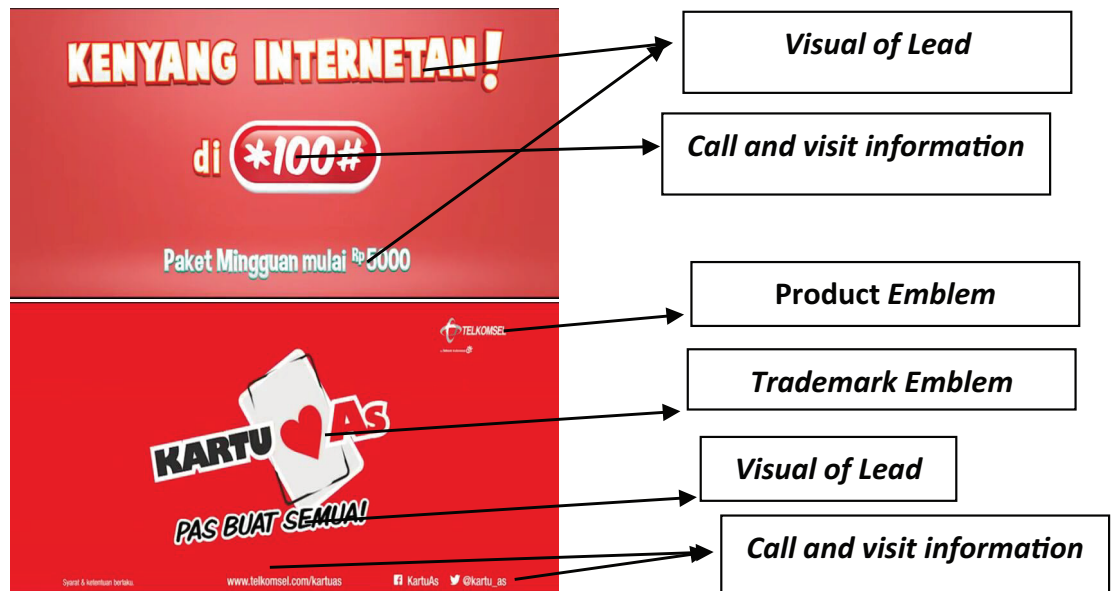 KENYANG INTERNETAN!
di *100#
Paket Mingguan mulai Rp 5000
Visual of Lead
Call and visit information
TELKOMSEL
KARTU AS
PAS BUAT SEMUA!
Syarat & ketentuan berlaku.
www.telkomsel.com/kartuas
KartuAs
@kartu_as
Product Emblem
Trademark Emblem
Visual of Lead
Call and visit information